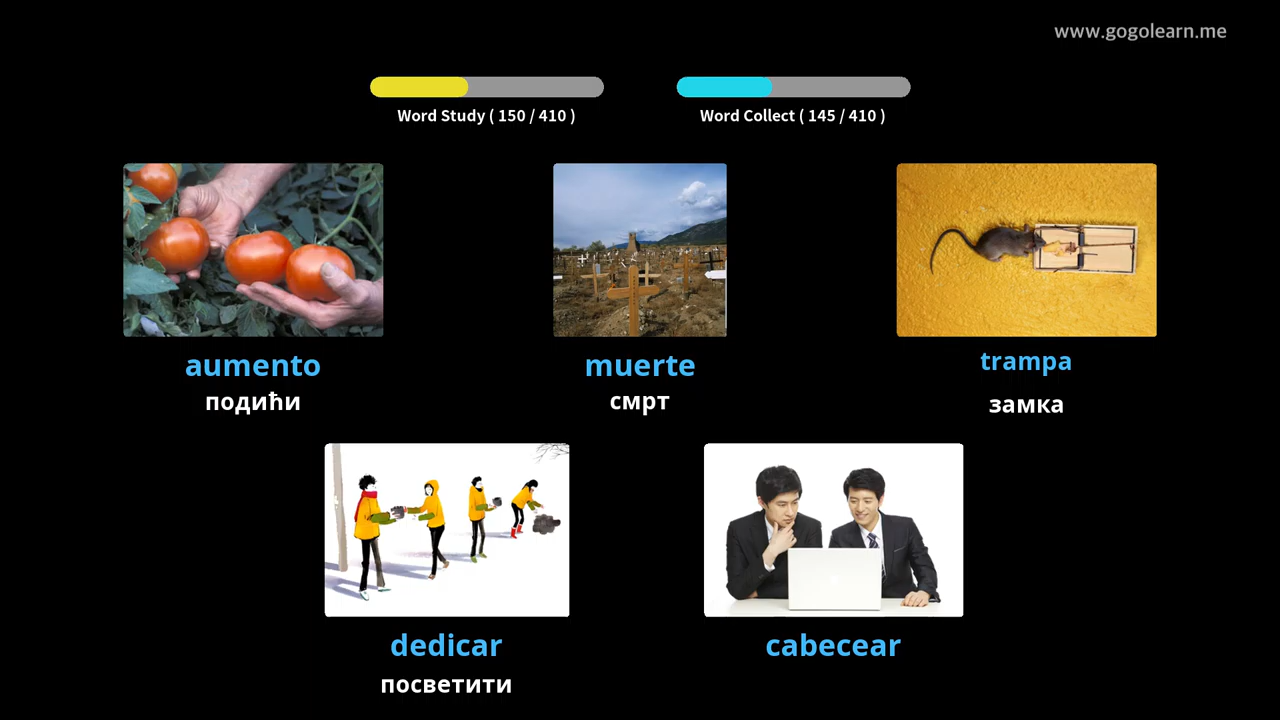 www.gogolearn.me
Word Study ( 150 / 410 )
Word Collect ( 145 / 410 )
aumento
подићи
muerte
смрт
trampa
замка
dedicar
посветити
cabecear